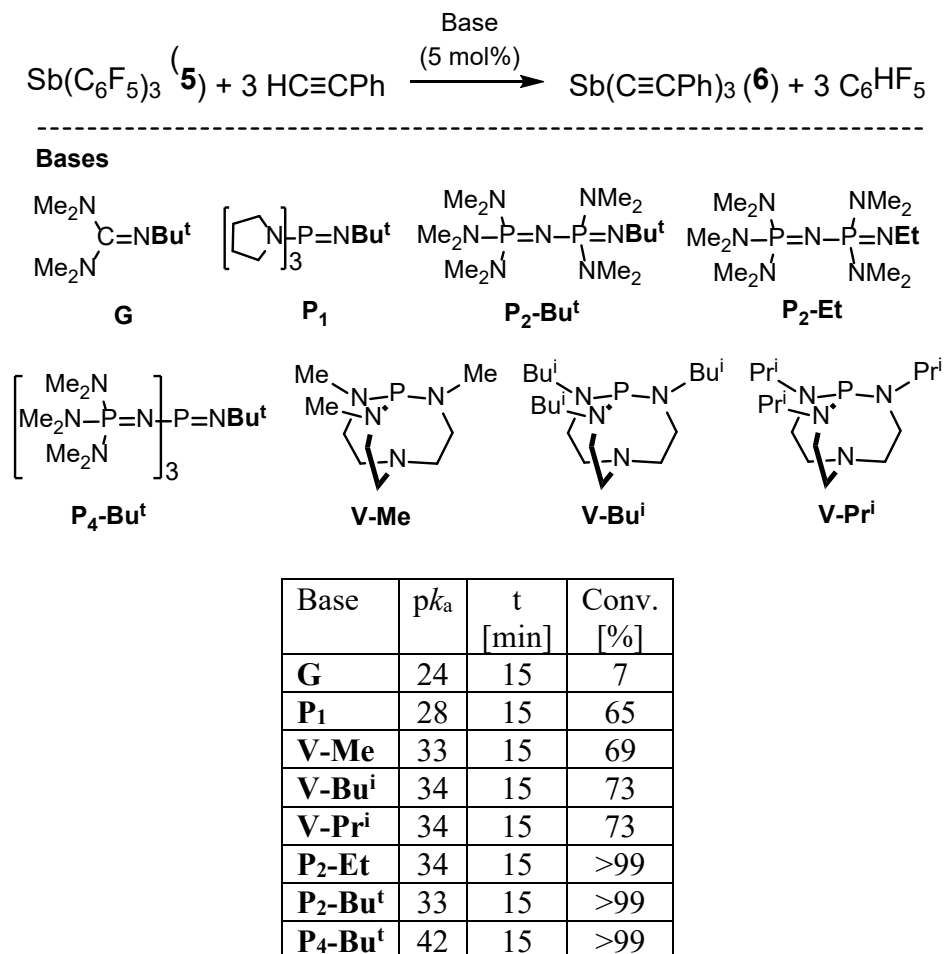 Base
(5 mol%)
Sb(C₆F₅)₃ (5) + 3 HC≡CPh → Sb(C≡CPh)₃ (6) + 3 C₆HF₅
Bases
Me₂N
C=NBuᵗ
Me₂N
G
[N]₃ P=NBuᵗ
P₁
Me₂N NMe₂
Me₂N–P=N–P=NBuᵗ
Me₂N NMe₂
P₂-Buᵗ
Me₂N NMe₂
Me₂N–P=N–P=NEt
Me₂N NMe₂
P₂-Et
Me₂N
Me₂N–P=N–P=NBuᵗ
Me₂N 3
P₄-Buᵗ
Me Me
N P N
Me N
N
V-Me
Buⁱ Buⁱ
N P N
Buⁱ N
N
V-Buⁱ
Prⁱ Prⁱ
N P N
Prⁱ N
N
V-Prⁱ
Base pkₐ t [min] Conv. [%]
G 24 15 7
P₁ 28 15 65
V-Me 33 15 69
V-Buⁱ 34 15 73
V-Prⁱ 34 15 73
P₂-Et 34 15 >99
P₂-Buᵗ 33 15 >99
P₄-Buᵗ 42 15 >99